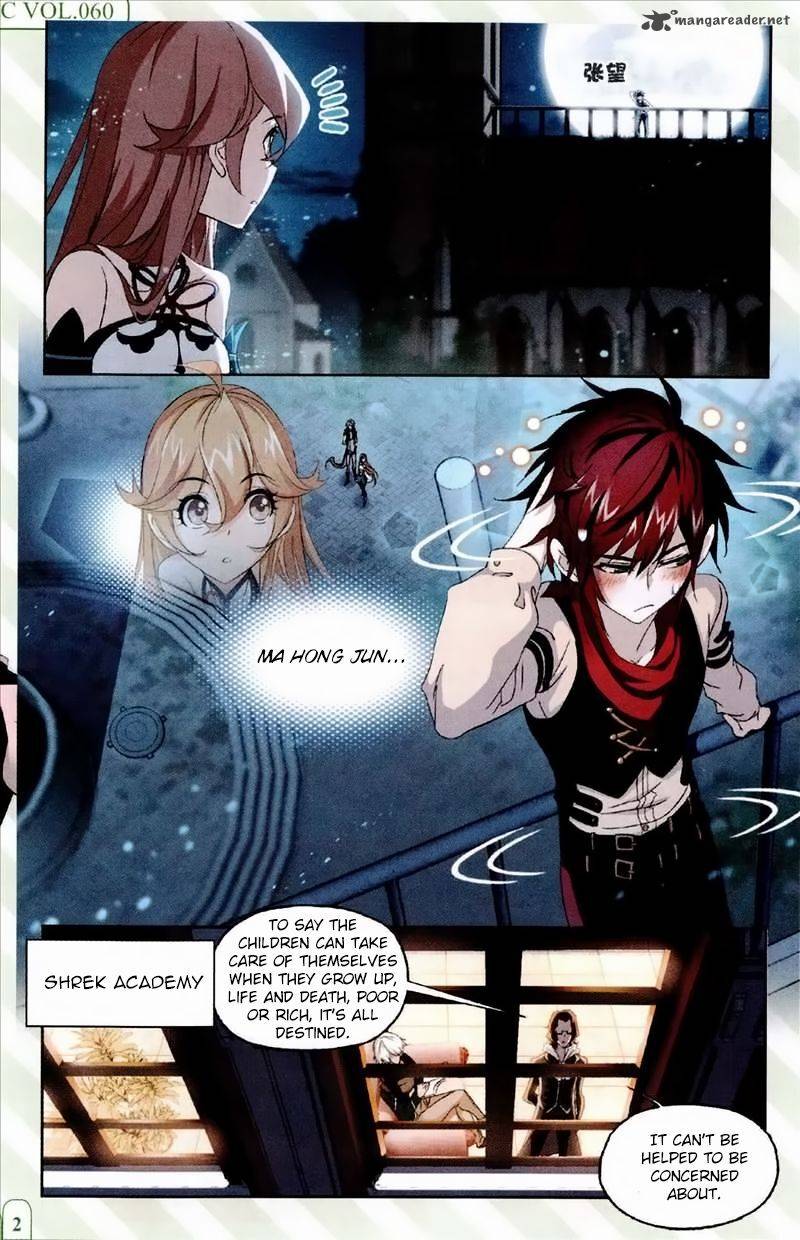 C VOL.060
mangareader.net
张望
MA HONG JUN...
SHREK ACADEMY
TO SAY THE
CHILDREN CAN TAKE
CARE OF THEMSELVES
WHEN THEY GROW UP,
LIFE AND DEATH, POOR
OR RICH, IT'S ALL
DESTINED.
IT CAN'T BE
HELPED TO BE
CONCERNED
ABOUT.
2